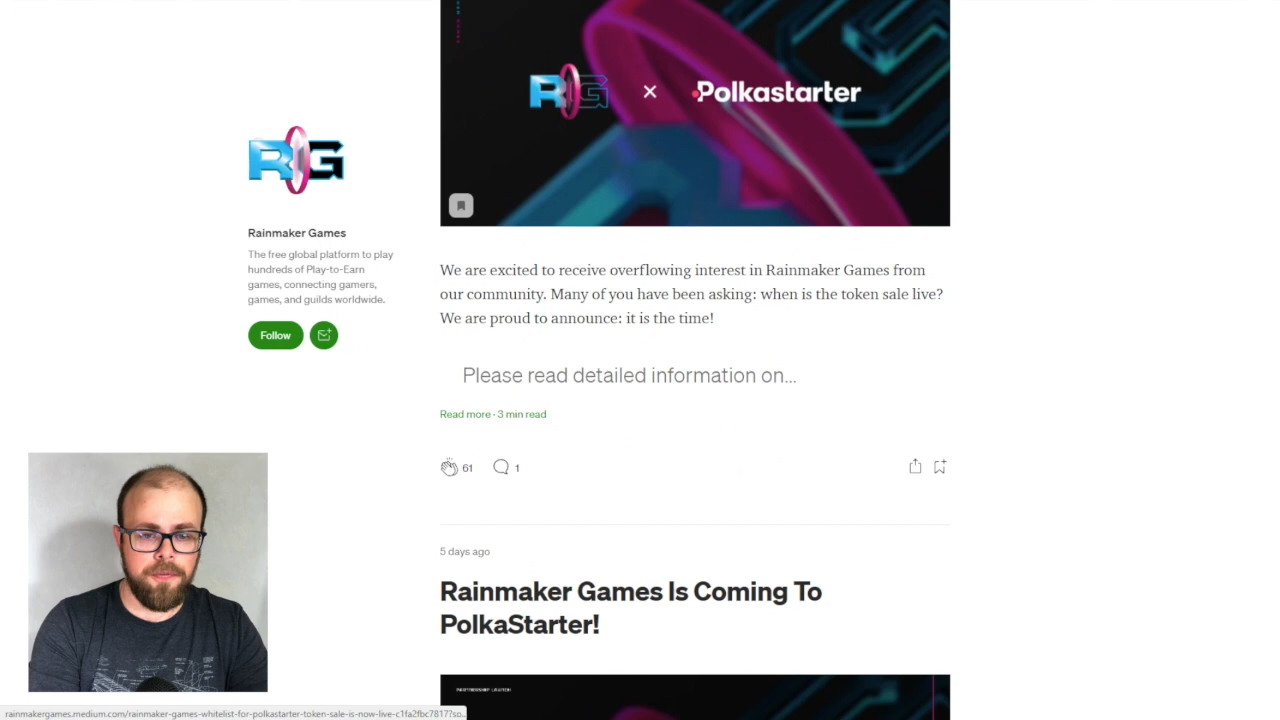 RIG
×
Polkastarter
RIG
Rainmaker Games
The free global platform to play
hundreds of Play-to-Earn
games, connecting gamers,
games, and guilds worldwide.
Follow
We are excited to receive overflowing interest in Rainmaker Games from
our community. Many of you have been asking: when is the token sale live?
We are proud to announce: it is the time!
Please read detailed information on...
Read more · 3 min read
61
1
5 days ago
Rainmaker Games Is Coming To
PolkaStarter!
PARTNERSHIP LAUNCH
rainmakergames.medium.com/rainmaker-games-whitelist-for-polkastarter-token-sale-is-now-live-c1fa2fbc7817?so...